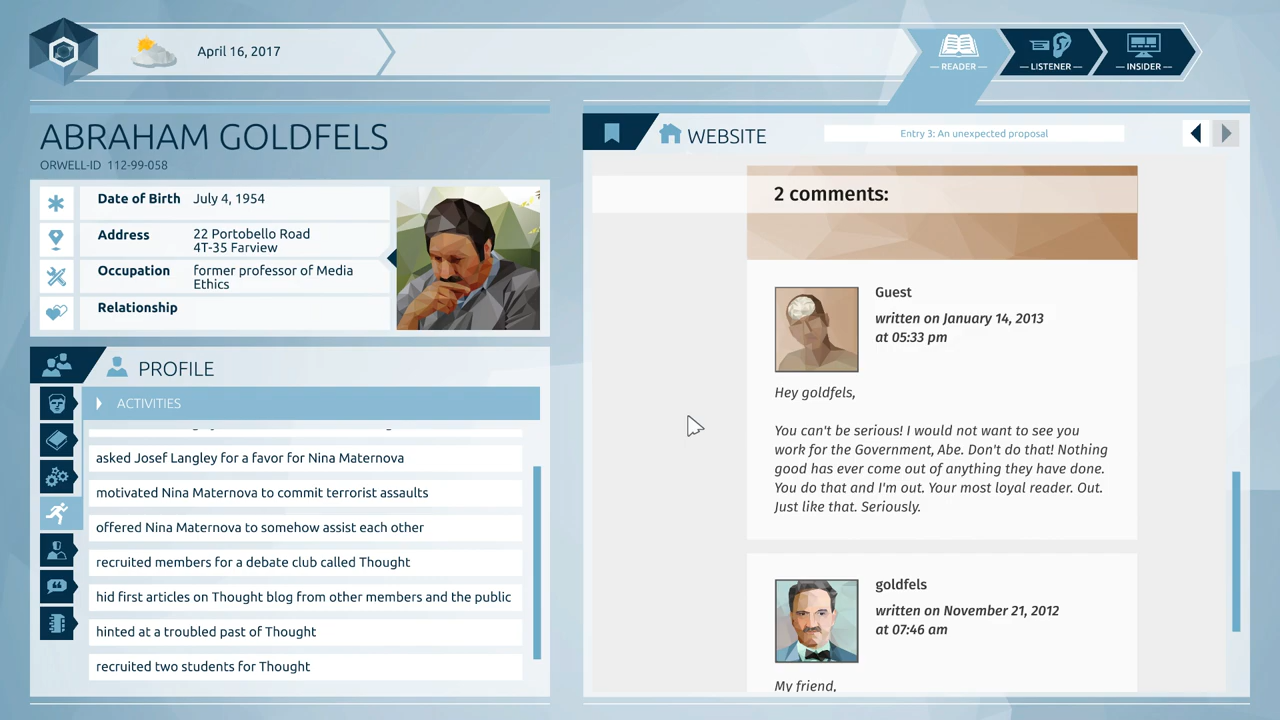 April 16, 2017
— READER —
— LISTENER —
— INSIDER —
ABRAHAM GOLDFELS
ORWELL-ID 112-99-058
Date of Birth July 4, 1954
Address 22 Portobello Road
4T-35 Farview
Occupation former professor of Media
Ethics
Relationship
PROFILE
ACTIVITIES
asked Josef Langley for a favor for Nina Maternova
motivated Nina Maternova to commit terrorist assaults
offered Nina Maternova to somehow assist each other
recruited members for a debate club called Thought
hid first articles on Thought blog from other members and the public
hinted at a troubled past of Thought
recruited two students for Thought
WEBSITE
Entry 3: An unexpected proposal
2 comments:
Guest
written on January 14, 2013
at 05:33 pm
Hey goldfels,
You can't be serious! I would not want to see you
work for the Government, Abe. Don't do that! Nothing
good has ever come out of anything they have done.
You do that and I'm out. Your most loyal reader. Out.
Just like that. Seriously.
goldfels
written on November 21, 2012
at 07:46 am
My friend,